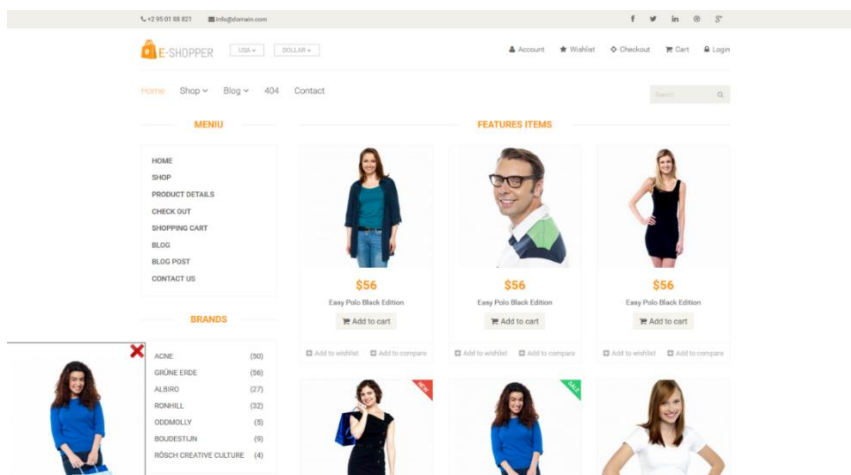 +2 95 01 88 821 info@domain.com
E-SHOPPER USA DOLLAR Account Wishlist Checkout Cart Login
Home Shop Blog 404 Contact Search
MENIU
HOME
SHOP
PRODUCT DETAILS
CHECK OUT
SHOPPING CART
BLOG
BLOG POST
CONTACT US
BRANDS
ACNE (50)
GRÜNE ERDE (56)
ALBIRO (27)
RONHILL (32)
ODDMOLLY (5)
BOUDESTIJN (9)
RÖSCH CREATIVE CULTURE (4)
FEATURES ITEMS
$56 $56 $56
Easy Polo Black Edition Easy Polo Black Edition Easy Polo Black Edition
Add to cart Add to cart Add to cart
Add to wishlist Add to compare Add to wishlist Add to compare Add to wishlist Add to compare
NEW SALE